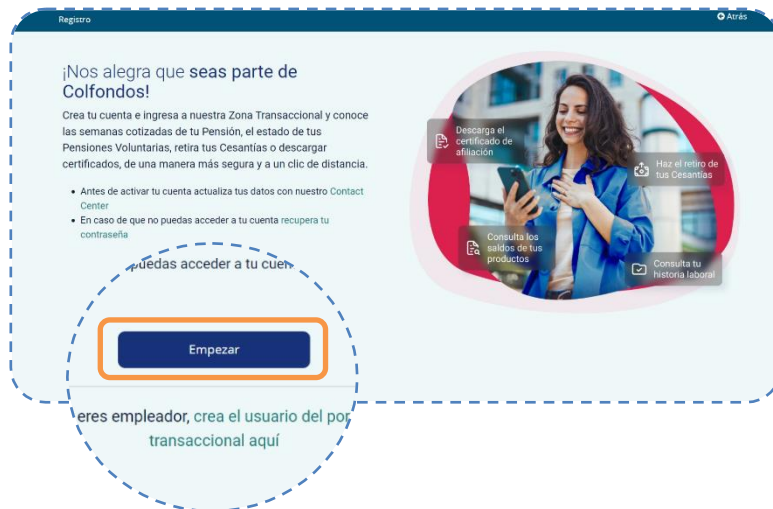 Registro
Atrás
¡Nos alegra que seas parte de
Colfondos!
Crea tu cuenta e ingresa a nuestra Zona Transaccional y conoce
las semanas cotizadas de tu Pensión, el estado de tus
Pensiones Voluntarias, retira tus Cesantías o descargar
certificados, de una manera más segura y a un clic de distancia.
• Antes de activar tu cuenta actualiza tus datos con nuestro Contact
Center
• En caso de que no puedas acceder a tu cuenta recupera tu
contraseña
Descarga el
certificado de
afiliación
Haz el retiro de
tus Cesantías
Consulta los
saldos de tus
productos
Consulta tu
historia laboral
puedas acceder a tu cuen
Empezar
eres empleador, crea el usuario del por
transaccional aquí